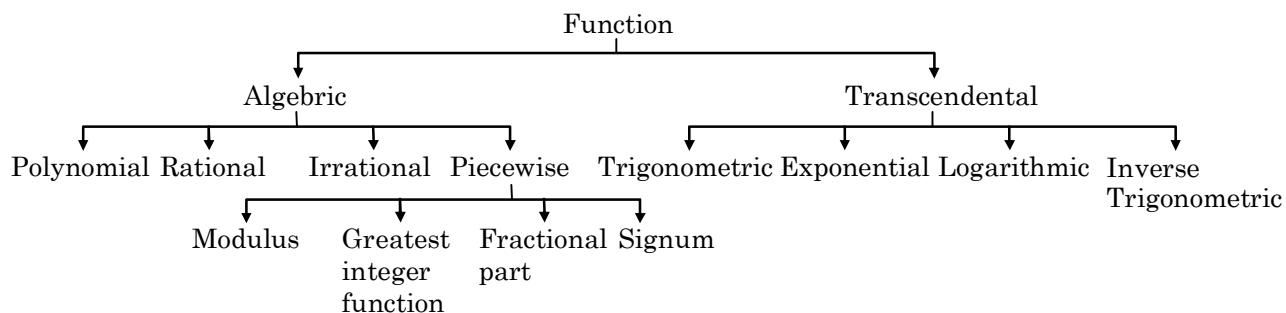 Function
Algebric Transcendental
Polynomial Rational Irrational Piecewise Trigonometric Exponential Logarithmic Inverse
Trigonometric
Modulus Greatest Fractional Signum
integer part
function